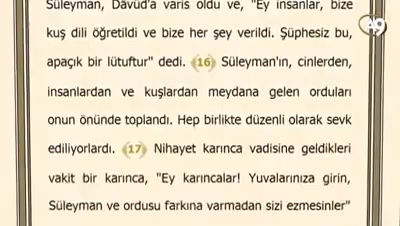 Süleyman, Dâvûd'a varis oldu ve, "Ey insanlar, bize
kuş dili öğretildi ve bize her şey verildi. Şüphesiz bu,
apaçık bir lütuftur" dedi. (16) Süleyman'ın, cinlerden,
insanlardan ve kuşlardan meydana gelen orduları
onun önünde toplandı. Hep birlikte düzenli olarak sevk
ediliyorlardı. (17) Nihayet karınca vadisine geldikleri
vakit bir karınca, "Ey karıncalar! Yuvalarınıza girin,
Süleyman ve ordusu farkına varmadan sizi ezmesinler"